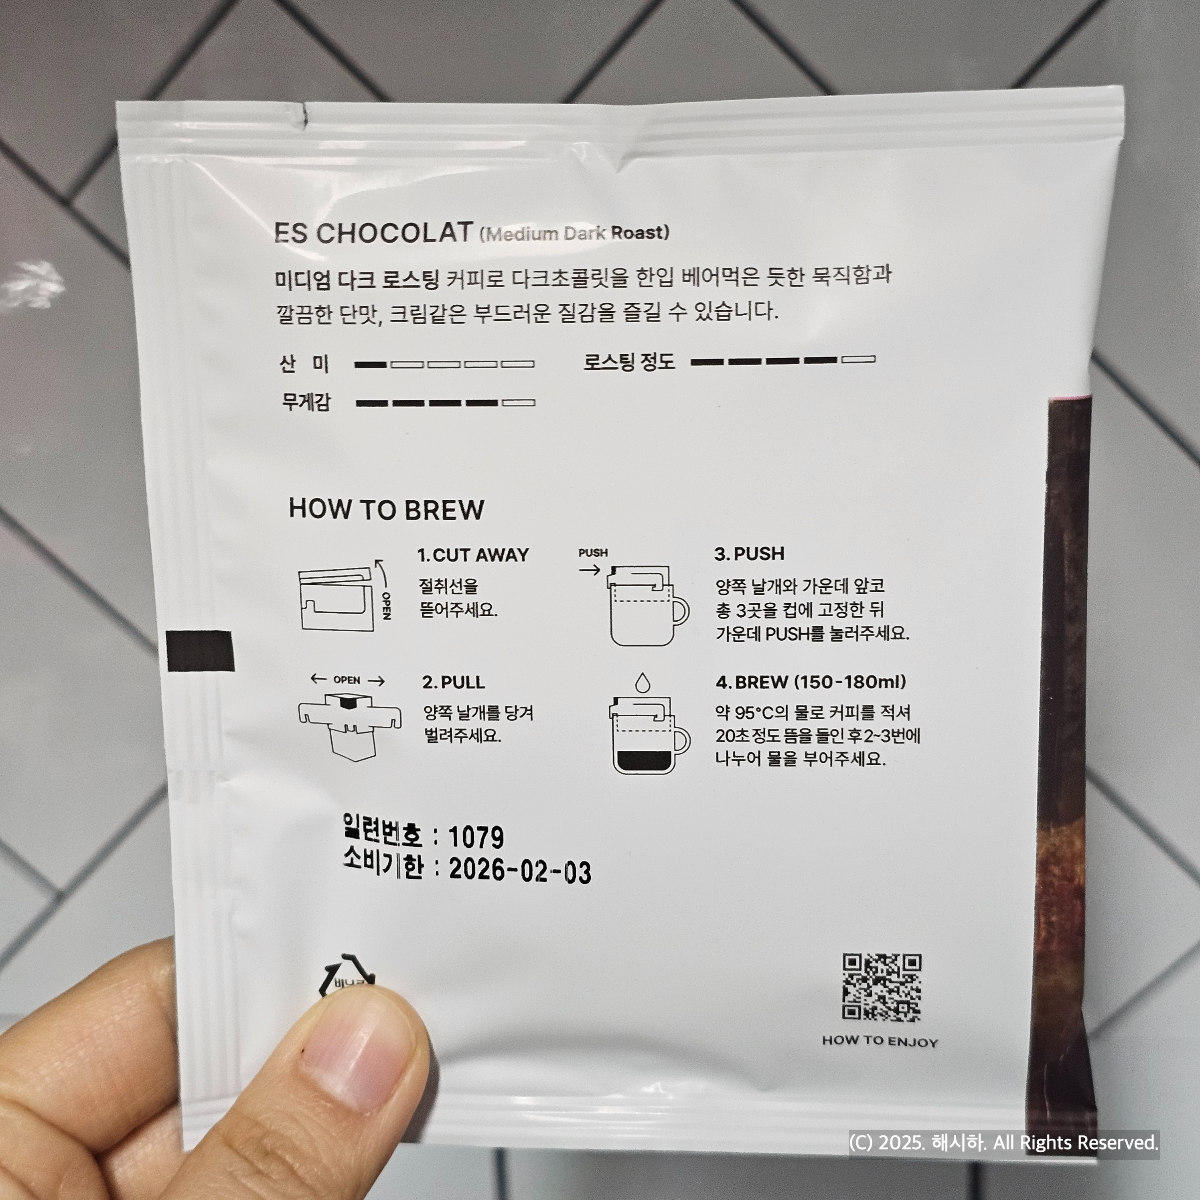 ES CHOCOLAT (Medium Dark Roast)
미디엄 다크 로스팅 커피로 다크초콜릿을 한입 베어먹은 듯한 묵직함과
깔끔한 단맛, 크림같은 부드러운 질감을 즐길 수 있습니다.
산 미
로스팅 정도
무게감
HOW TO BREW
1. CUT AWAY
절취선을
뜯어주세요.
OPEN
2. PULL
양쪽 날개를 당겨
벌려주세요.
← OPEN →
3. PUSH
양쪽 날개와 가운데 앞코
총 3곳을 컵에 고정한 뒤
가운데 PUSH를 눌러주세요.
PUSH
→
4. BREW (150-180ml)
약 95°C의 물로 커피를 적셔
20초 정도 뜸을 들인 후 2~3번에
나누어 물을 부어주세요.
일련번호 : 1079
소비기한 : 2026-02-03
HOW TO ENJOY
(C) 2025. 해시하. All Rights Reserved.